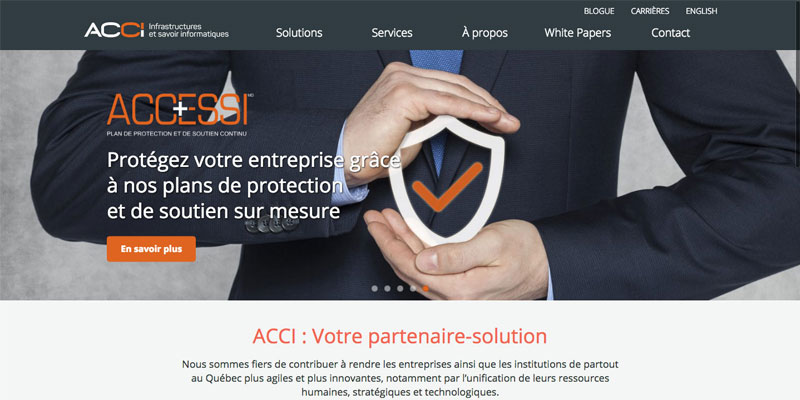 BLOGUE CARRIÈRES ENGLISH
ACCI Infrastructures
et savoir informatiques
Solutions Services À propos White Papers Contact
ACCESSI MD
PLAN DE PROTECTION ET DE SOUTIEN CONTINU
Protégez votre entreprise grâce
à nos plans de protection
et de soutien sur mesure
En savoir plus
ACCI : Votre partenaire-solution
Nous sommes fiers de contribuer à rendre les entreprises ainsi que les institutions de partout
au Québec plus agiles et plus innovantes, notamment par l'unification de leurs ressources
humaines, stratégiques et technologiques.